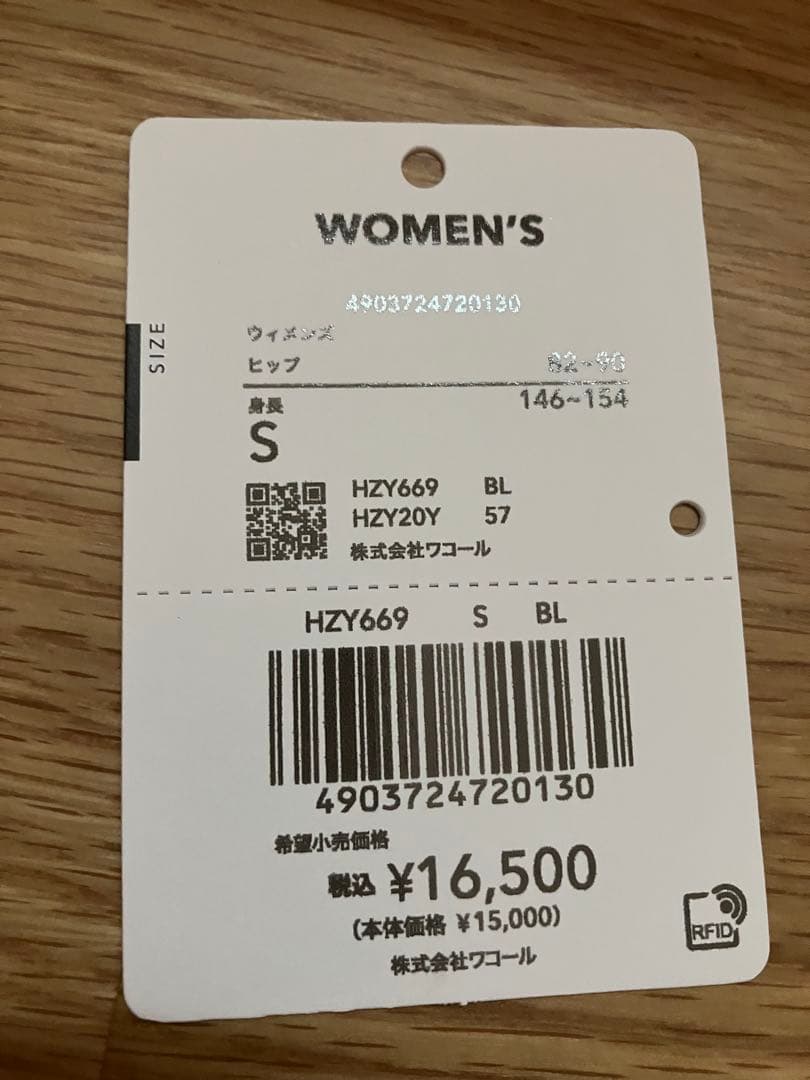 WOMEN'S
4903724720130
SIZE
ウィメンズ
ヒップ 82~90
身長 146~154
S
HZY669 BL
HZY20Y 57
株式会社ワコール
HZY669 S BL
4903724720130
希望小売価格
税込 ¥16,500
(本体価格 ¥15,000)
株式会社ワコール
RFID